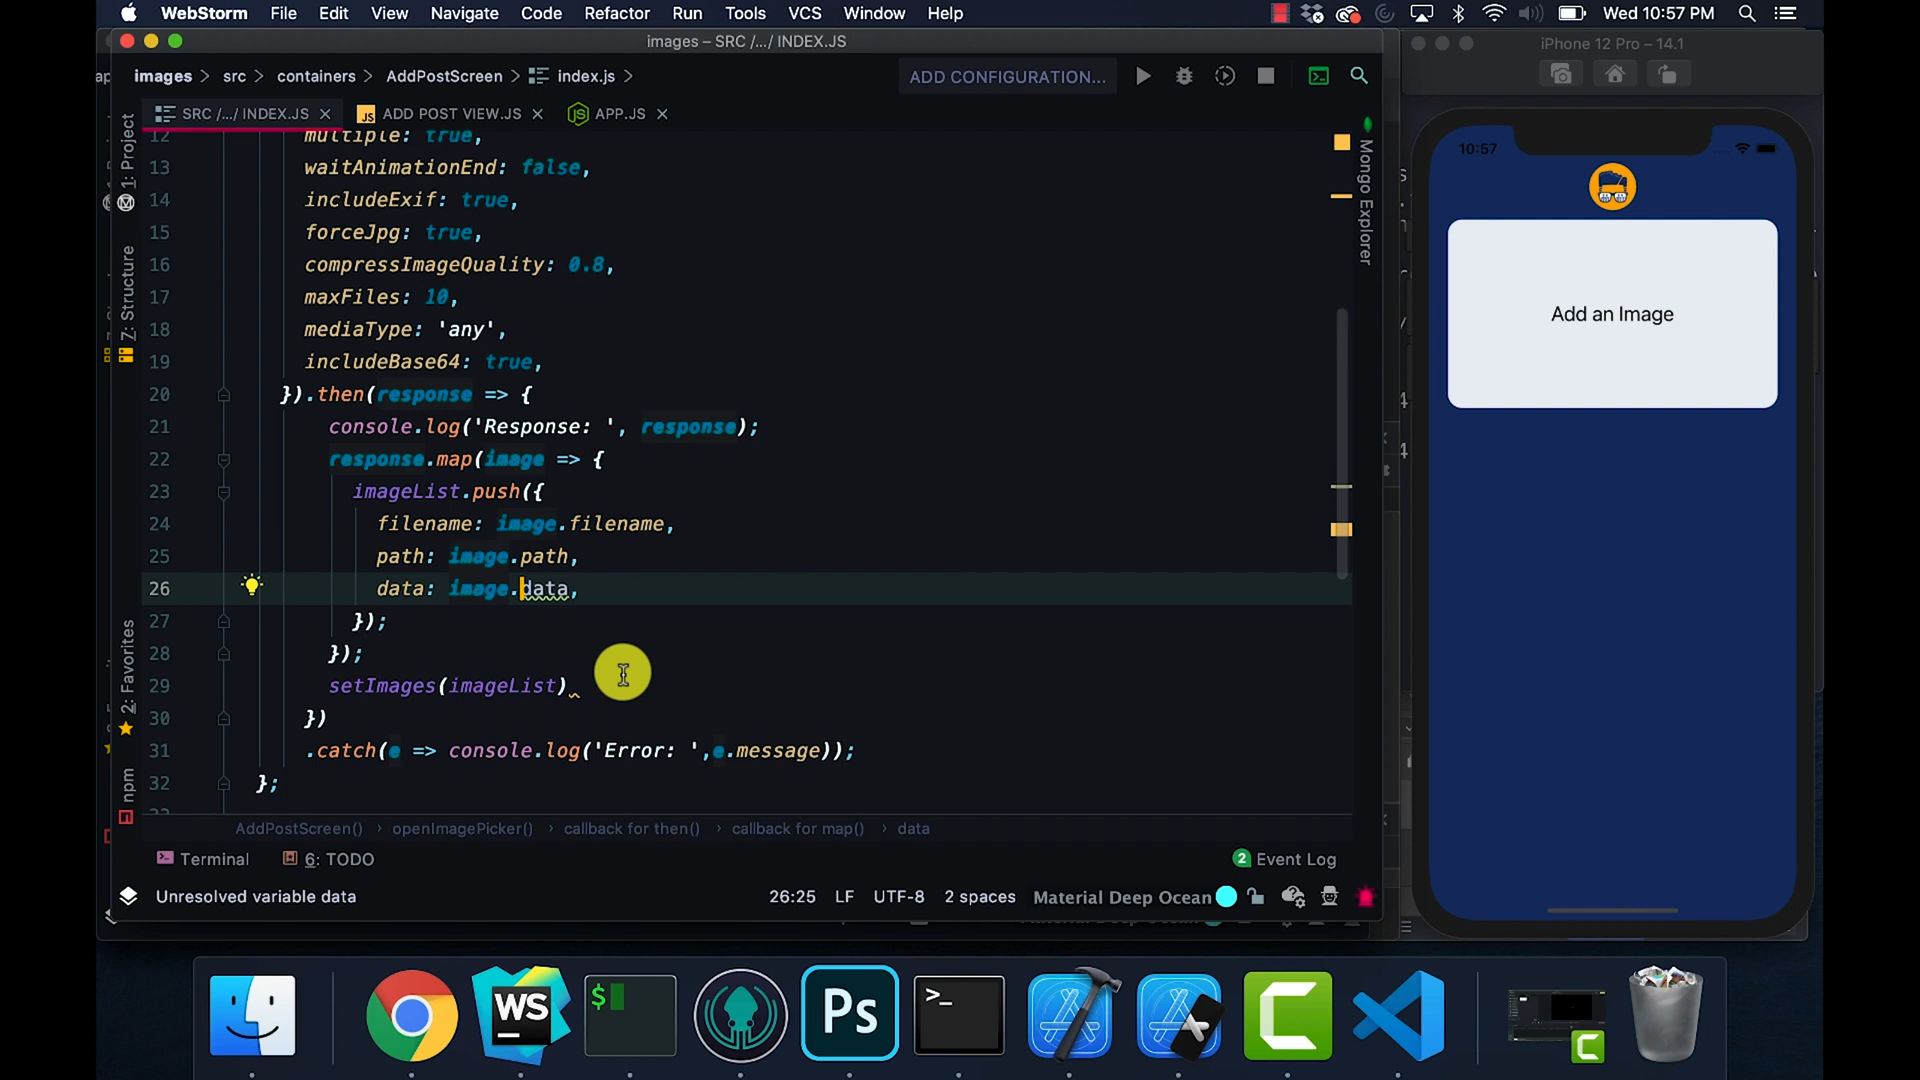 WebStorm File Edit View Navigate Code Refactor Run Tools VCS Window Help Wed 10:57 PM
images – SRC /.../ INDEX.JS
iPhone 12 Pro – 14.1
images > src > containers > AddPostScreen > index.js > ADD CONFIGURATION...
SRC /.../ INDEX.JS JS ADD POST VIEW.JS APP.JS
12 multiple: true,
13 waitAnimationEnd: false,
14 includeExif: true,
15 forceJpg: true,
16 compressImageQuality: 0.8,
17 maxFiles: 10,
18 mediaType: 'any',
19 includeBase64: true,
20 }).then(response => {
21 console.log('Response: ', response);
22 response.map(image => {
23 imageList.push({
24 filename: image.filename,
25 path: image.path,
26 data: image.data,
27 });
28 });
29 setImages(imageList)
30 })
31 .catch(e => console.log('Error: ',e.message));
32 };
AddPostScreen() › openImagePicker() › callback for then() › callback for map() › data
Terminal 6: TODO 2 Event Log
Unresolved variable data 26:25 LF UTF-8 2 spaces Material Deep Ocean
1: Project
Z: Structure
2: Favorites
npm
Mongo Explorer
10:57
Add an Image
WS
$
Ps
>_
C
C